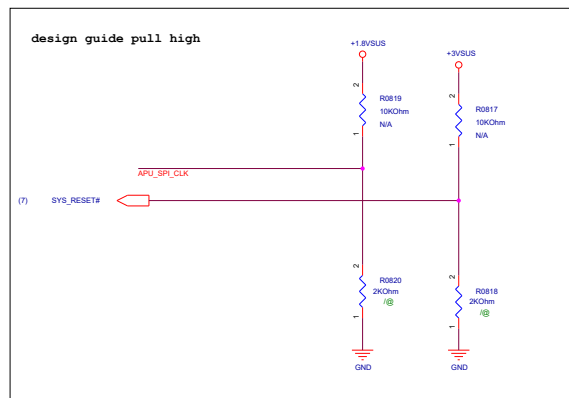 design guide pull high
+1.8VSUS
+3VSUS
2
R0819
10KOhm
N/A
1
2
R0817
10KOhm
N/A
1
APU_SPI_CLK
(7)
SYS_RESET#
2
R0820
2KOhm
/@
1
2
R0818
2KOhm
/@
1
GND
GND